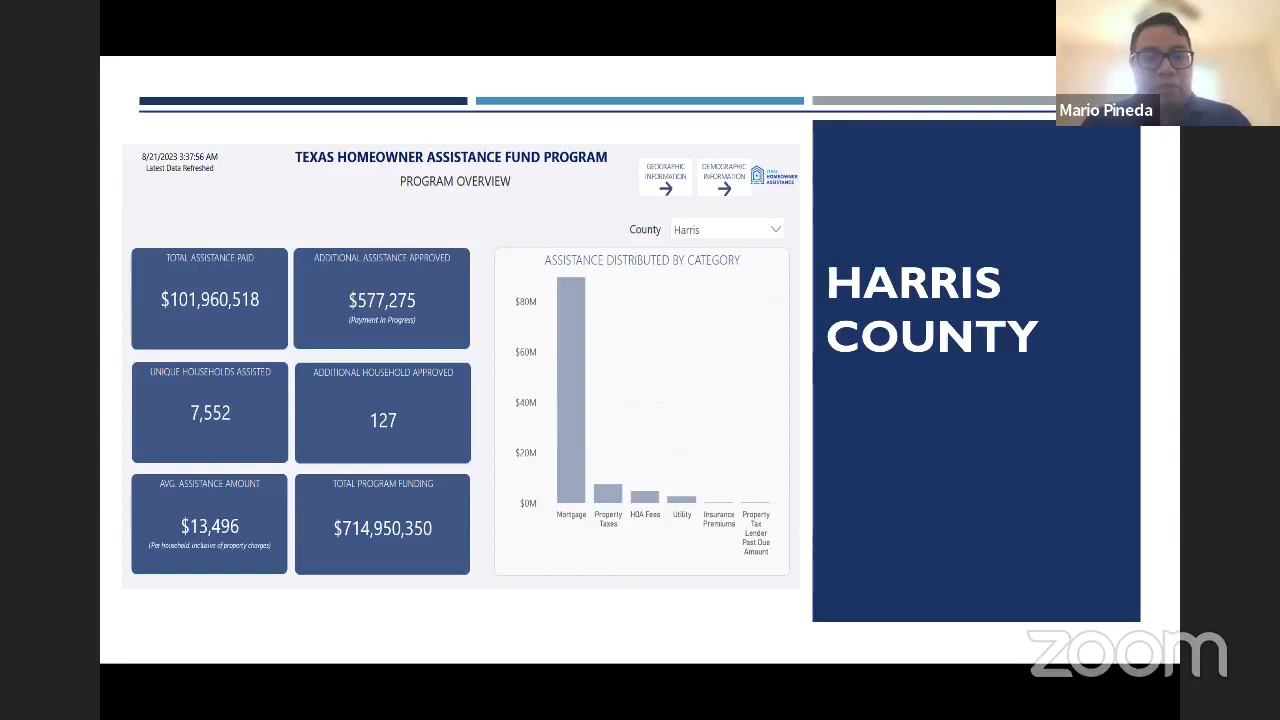 Mario Pineda
8/21/2023 3:37:56 AM
Latest Data Refreshed
TEXAS HOMEOWNER ASSISTANCE FUND PROGRAM
PROGRAM OVERVIEW
GEOGRAPHIC
INFORMATION
DEMOGRAPHIC
INFORMATION
TEXAS
HOMEOWNER
ASSISTANCE
County
Harris
TOTAL ASSISTANCE PAID
$101,960,518
ADDITIONAL ASSISTANCE APPROVED
$577,275
(Payment In Progress)
UNIQUE HOUSEHOLDS ASSISTED
7,552
ADDITIONAL HOUSEHOLD APPROVED
127
AVG. ASSISTANCE AMOUNT
$13,496
(Per household, inclusive of property charges)
TOTAL PROGRAM FUNDING
$714,950,350
ASSISTANCE DISTRIBUTED BY CATEGORY
$80M
$60M
$40M
$20M
$0M
Mortgage
Property
Taxes
HOA Fees
Utility
Insurance
Premiums
Property
Tax
Lender
Past Due
Amount
HARRIS
COUNTY
zoom